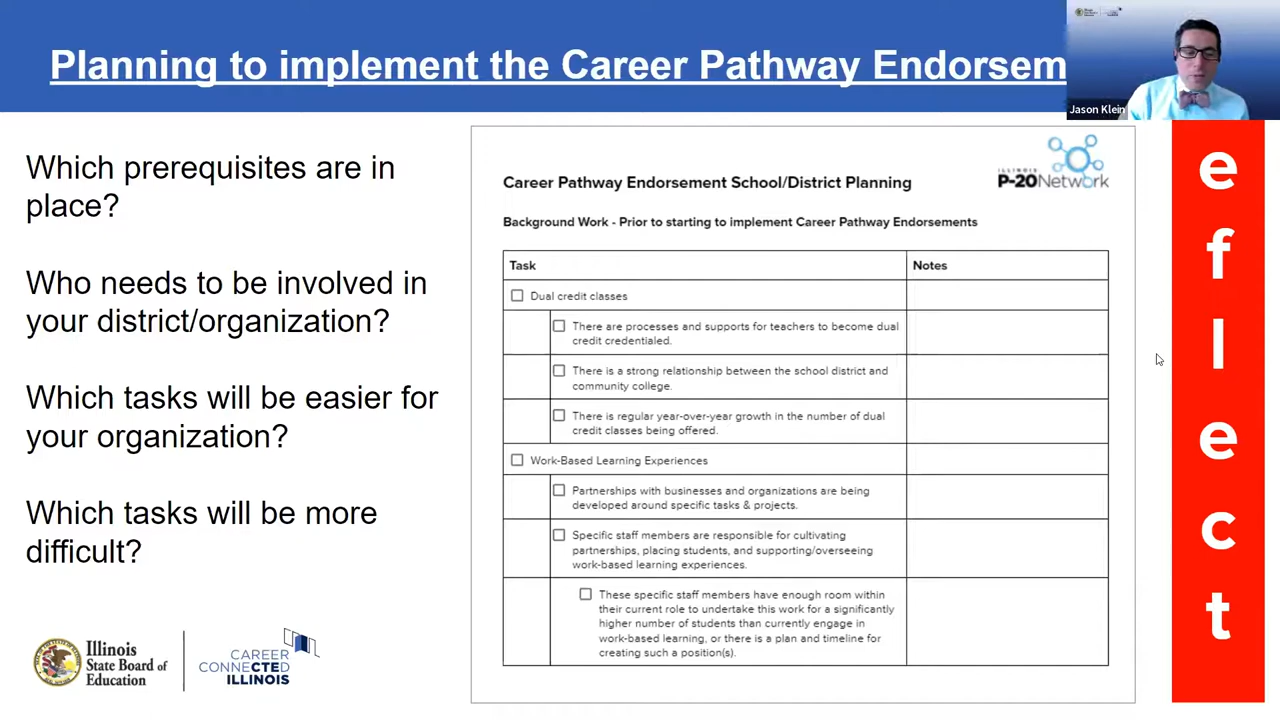 Planning to implement the Career Pathway Endorsem
Jason Klein
Which prerequisites are in
place?
Who needs to be involved in
your district/organization?
Which tasks will be easier for
your organization?
Which tasks will be more
difficult?
ILLINOIS
P-20 Network
Career Pathway Endorsement School/District Planning
Background Work - Prior to starting to implement Career Pathway Endorsements
Task
Notes
Dual credit classes
There are processes and supports for teachers to become dual
credit credentialed.
There is a strong relationship between the school district and
community college.
There is regular year-over-year growth in the number of dual
credit classes being offered.
Work-Based Learning Experiences
Partnerships with businesses and organizations are being
developed around specific tasks & projects.
Specific staff members are responsible for cultivating
partnerships, placing students, and supporting/overseeing
work-based learning experiences.
These specific staff members have enough room within
their current role to undertake this work for a significantly
higher number of students than currently engage in
work-based learning, or there is a plan and timeline for
creating such a position(s).
e
f
l
e
c
t
Illinois
State Board of
Education
CAREER
CONNECTED
ILLINOIS